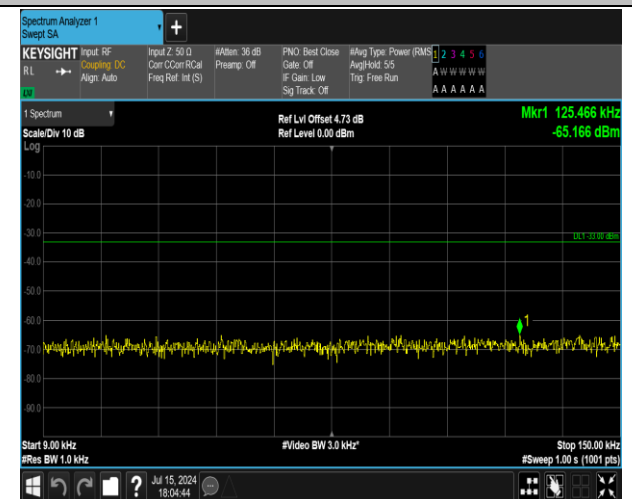 Spectrum Analyzer 1
Swept SA
+
KEYSIGHT
RL
LW
Input: RF
Coupling: DC
Align: Auto
Input Z: 50 Ω
Corr CCorr RCal
Freq Ref: Int (S)
#Atten: 36 dB
Preamp: Off
PNO: Best Close
Gate: Off
IF Gain: Low
Sig Track: Off
#Avg Type: Power (RMS
Avg|Hold: 5/5
Trig: Free Run
1 2 3 4 5 6
A W W W W W
A A A A A A
1 Spectrum
Scale/Div 10 dB
Log
Ref Lvl Offset 4.73 dB
Ref Level 0.00 dBm
Mkr1 125.466 kHz
-65.166 dBm
-10.0
-20.0
-30.0
DL1 -33.00 dBm
-40.0
-50.0
-60.0
1
-70.0
-80.0
-90.0
Start 9.00 kHz
#Res BW 1.0 kHz
#Video BW 3.0 kHz*
Stop 150.00 kHz
#Sweep 1.00 s (1001 pts)
?
Jul 15, 2024
18:04:44